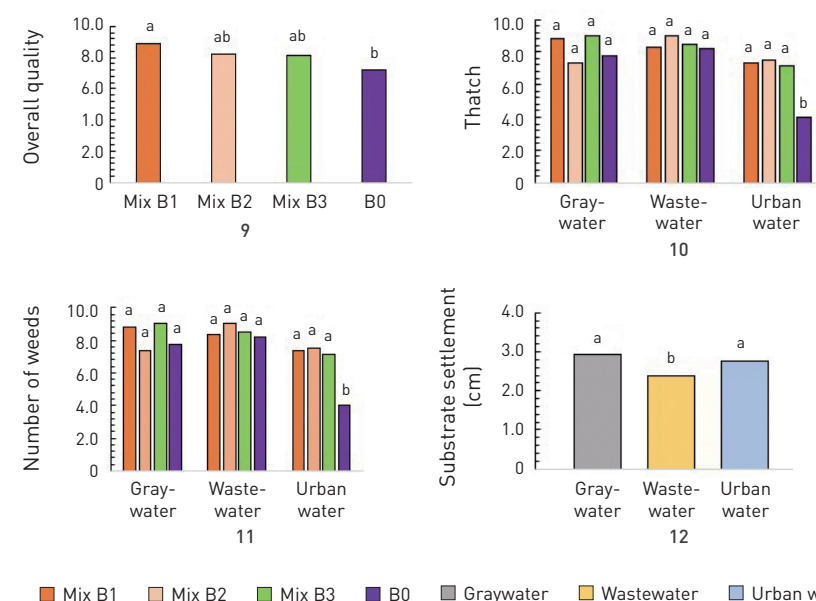 Overall quality
10.0
8.0
6.0
1.0
2.0
0
a
ab
ab
b
Mix B1 Mix B2 Mix B3 B0
9
Thatch
10.0
8.0
6.0
4.0
2.0
0
a a a a
a a a a
a a a b
Gray-
water
Waste-
water
Urban
water
10
Number of weeds
10.0
8.0
6.0
4.0
2.0
0
a a a a
a a a a
a a a b
Gray-
water
Waste-
water
Urban
water
11
Substrate settlement
(cm)
4.0
3.0
2.0
1.0
0
a
b
a
Gray-
water
Waste-
water
Urban
water
12
Mix B1 Mix B2 Mix B3 B0 Graywater Wastewater Urban w